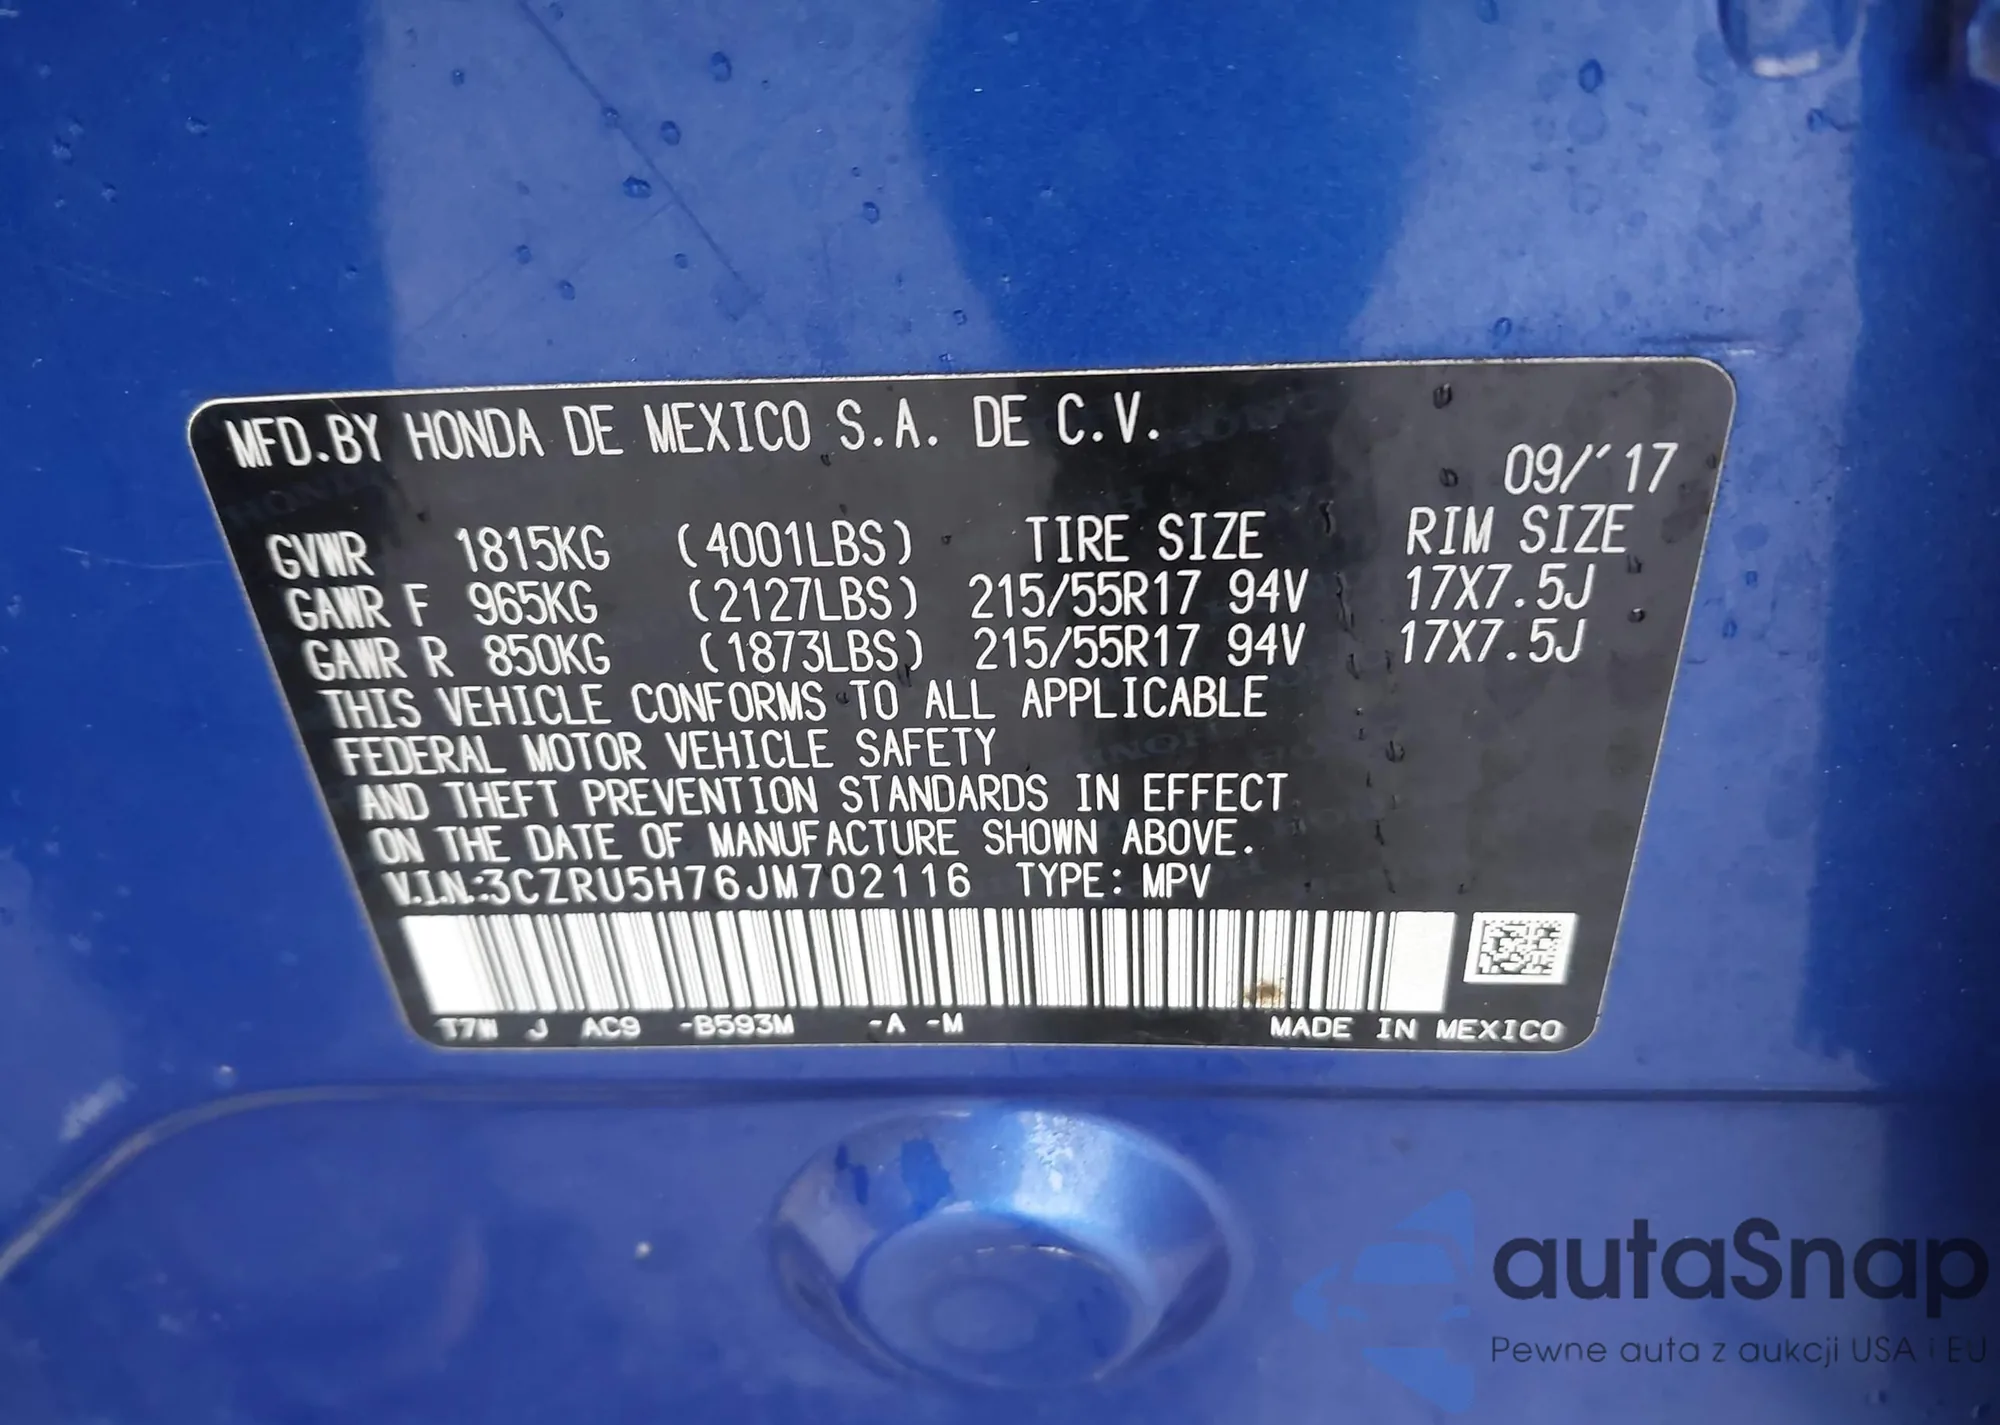 MFD.BY HONDA DE MEXICO S.A. DE C.V.
09/'17
GVWR 1815KG (4001LBS) TIRE SIZE RIM SIZE
GAWR F 965KG (2127LBS) 215/55R17 94V 17X7.5J
GAWR R 850KG (1873LBS) 215/55R17 94V 17X7.5J
THIS VEHICLE CONFORMS TO ALL APPLICABLE
FEDERAL MOTOR VEHICLE SAFETY
AND THEFT PREVENTION STANDARDS IN EFFECT
ON THE DATE OF MANUFACTURE SHOWN ABOVE.
V.I.N.:3CZRU5H76JM702116 TYPE: MPV
T7W J AC9 -B593M -A -M MADE IN MEXICO
autaSnap
Pewne auta z aukcji USA i EU